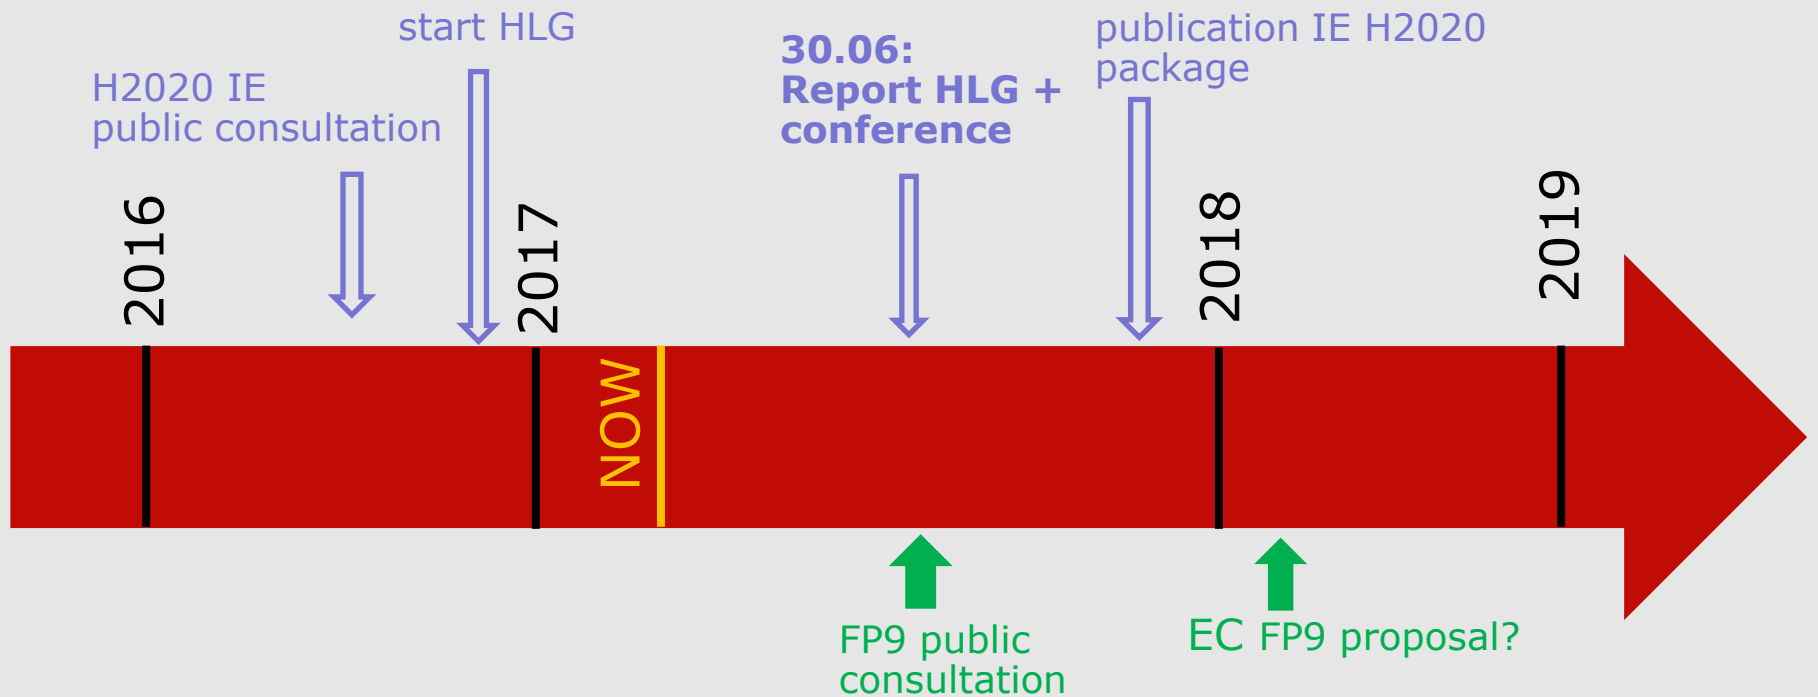 start HLG
H2020 IE
public consultation
30.06:
Report HLG +
conference
publication IE H2020
package
2016
2017
2018
2019
NOW
FP9 public
consultation
EC FP9 proposal?